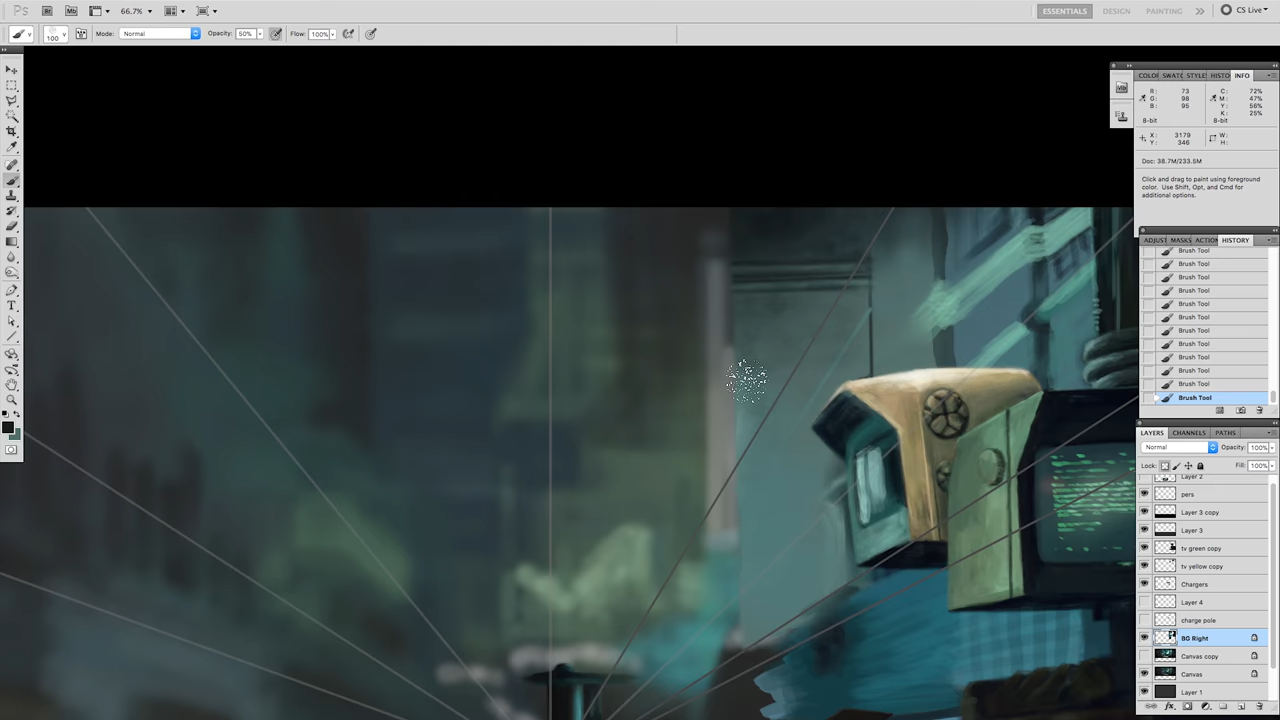 Ps Br Mb 66.7% ESSENTIALS DESIGN PAINTING CS Live
100 Mode: Normal Opacity: 50% Flow: 100%
COLO SWATC STYLE HISTO INFO
R: 73 C: 72%
G: 98 M: 47%
B: 95 Y: 56%
K: 25%
8-bit 8-bit
X: 3179 W:
Y: 346 H:
Doc: 38.7M/233.5M
Click and drag to paint using foreground
color. Use Shift, Opt, and Cmd for
additional options.
ADJUST MASKS ACTION HISTORY
Brush Tool
Brush Tool
Brush Tool
Brush Tool
Brush Tool
Brush Tool
Brush Tool
Brush Tool
Brush Tool
Brush Tool
Brush Tool
Brush Tool
LAYERS CHANNELS PATHS
Normal Opacity: 100%
Lock: Fill: 100%
Layer 2
pers
Layer 3 copy
Layer 3
tv green copy
tv yellow copy
Chargers
Layer 4
charge pole
BG Right
Canvas copy
Canvas
Layer 1